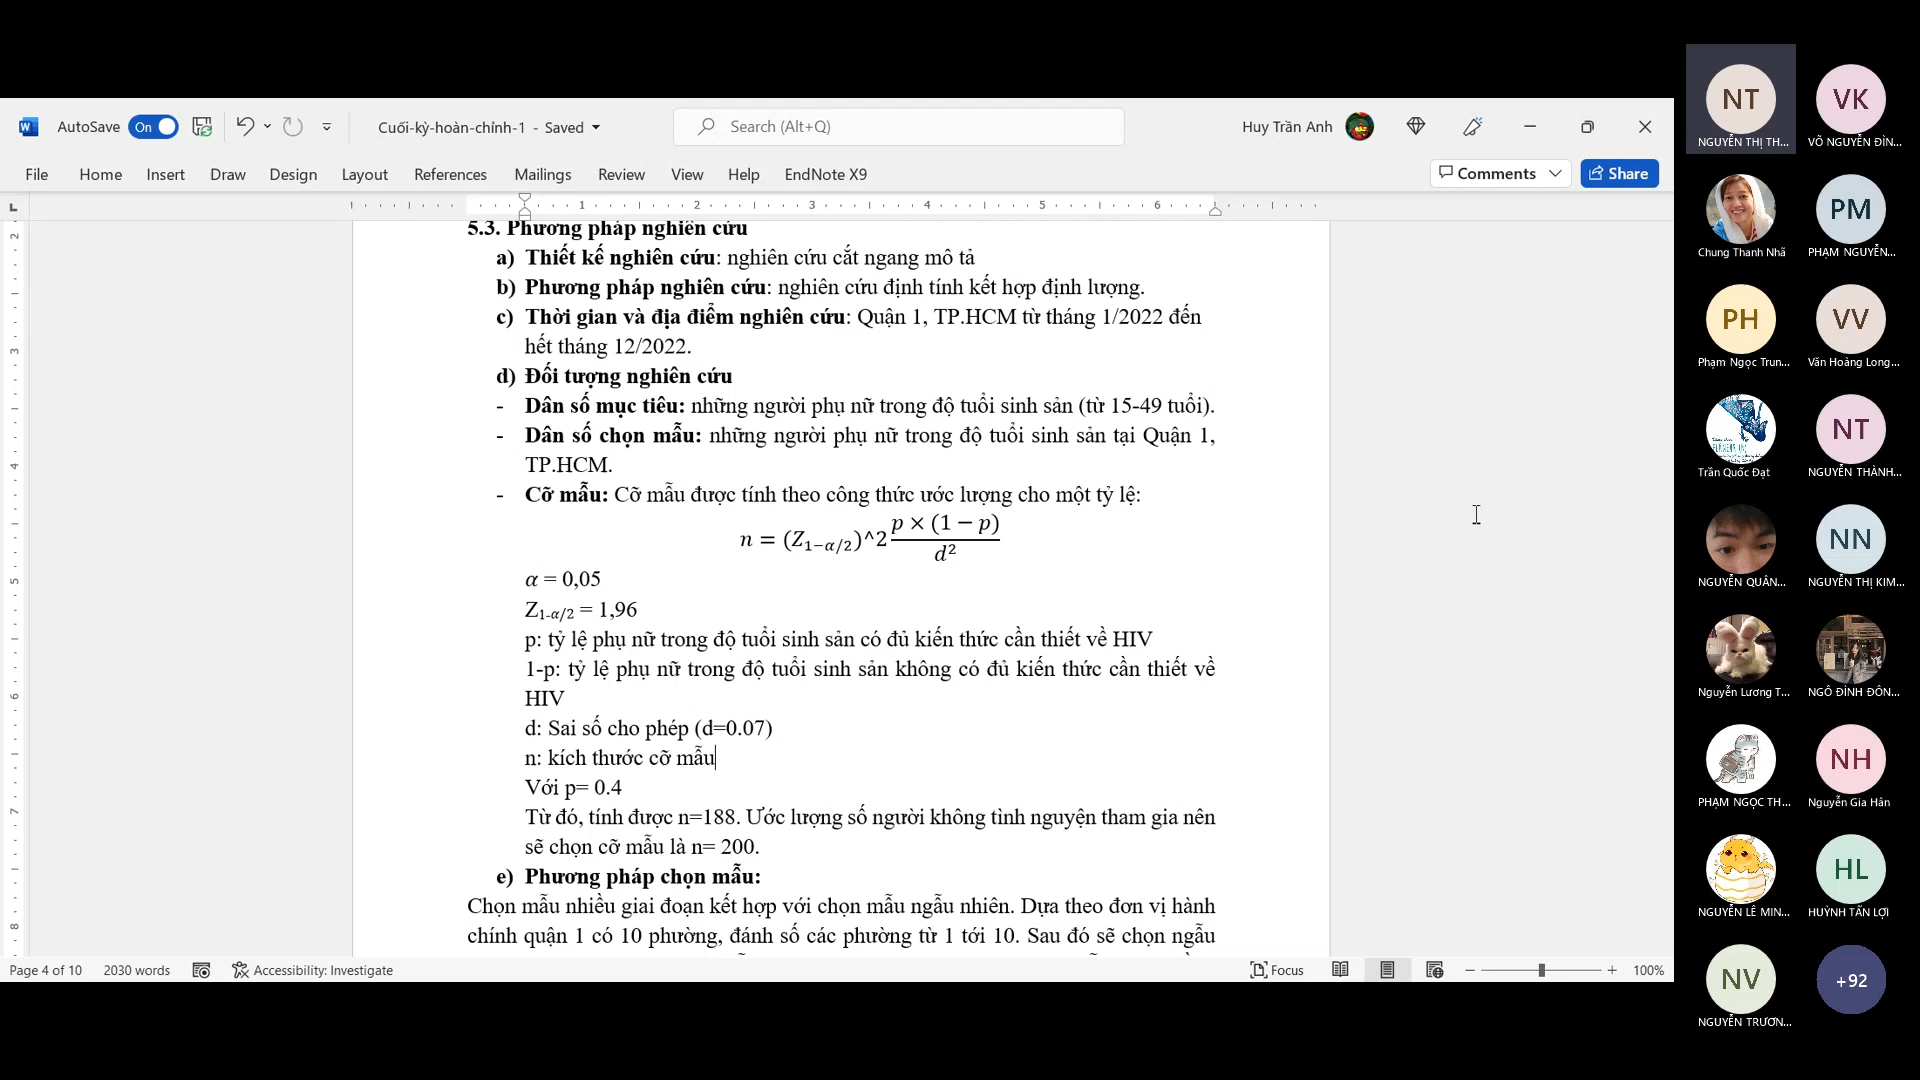 AutoSave On Cuối-kỳ-hoàn-chỉnh-1 - Saved Search (Alt+Q) Huy Trần Anh
File Home Insert Draw Design Layout References Mailings Review View Help EndNote X9 Comments Share
1 2 3 4 5 6
5.3. Phương pháp nghiên cứu
a) Thiết kế nghiên cứu: nghiên cứu cắt ngang mô tả
b) Phương pháp nghiên cứu: nghiên cứu định tính kết hợp định lượng.
c) Thời gian và địa điểm nghiên cứu: Quận 1, TP.HCM từ tháng 1/2022 đến
hết tháng 12/2022.
d) Đối tượng nghiên cứu
- Dân số mục tiêu: những người phụ nữ trong độ tuổi sinh sản (từ 15-49 tuổi).
- Dân số chọn mẫu: những người phụ nữ trong độ tuổi sinh sản tại Quận 1,
TP.HCM.
- Cỡ mẫu: Cỡ mẫu được tính theo công thức ước lượng cho một tỷ lệ:
n = (Z₁₋α/₂)^2 p × (1 − p) / d²
α = 0,05
Z₁₋α/₂ = 1,96
p: tỷ lệ phụ nữ trong độ tuổi sinh sản có đủ kiến thức cần thiết về HIV
1-p: tỷ lệ phụ nữ trong độ tuổi sinh sản không có đủ kiến thức cần thiết về
HIV
d: Sai số cho phép (d=0.07)
n: kích thước cỡ mẫu
Với p= 0.4
Từ đó, tính được n=188. Ước lượng số người không tình nguyện tham gia nên
sẽ chọn cỡ mẫu là n= 200.
e) Phương pháp chọn mẫu:
Chọn mẫu nhiều giai đoạn kết hợp với chọn mẫu ngẫu nhiên. Dựa theo đơn vị hành
chính quận 1 có 10 phường, đánh số các phường từ 1 tới 10. Sau đó sẽ chọn ngẫu
Page 4 of 10 2030 words Accessibility: Investigate Focus 100%
NT VK
NGUYỄN THỊ TH... VÕ NGUYỄN ĐÌN...
PM
Chung Thanh Nhã PHẠM NGUYỄN...
PH VV
Phạm Ngọc Trun... Văn Hoàng Long...
NT
Trần Quốc Đạt NGUYỄN THÀNH...
NN
NGUYỄN QUÂN... NGUYỄN THỊ KIM...
Nguyễn Lương T... NGÔ ĐÌNH ĐÔN...
NH
PHẠM NGỌC TH... Nguyễn Gia Hân
HL
NGUYỄN LÊ MIN... HUỲNH TẤN LỢI
NV +92
NGUYỄN TRƯƠN...